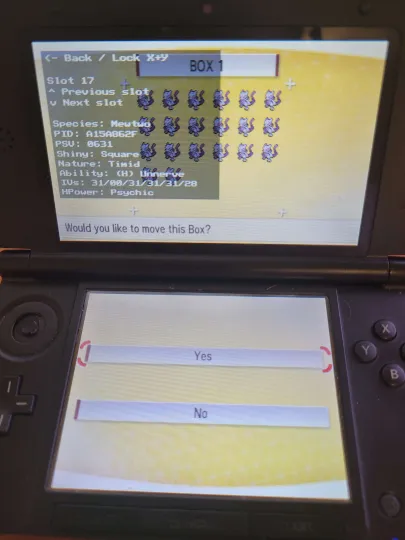 <- Back / Lock X+Y
BOX 1
Slot 17
^ Previous slot
v Next slot
Species: Mewtwo
PID: A15A862F
PSV: 0631
Shiny: Square
Nature: Timid
Ability: (H) Unnerve
IVs: 31/00/31/31/31/28
HPower: Psychic
Would you like to move this Box?
Yes
No
X
Y
B